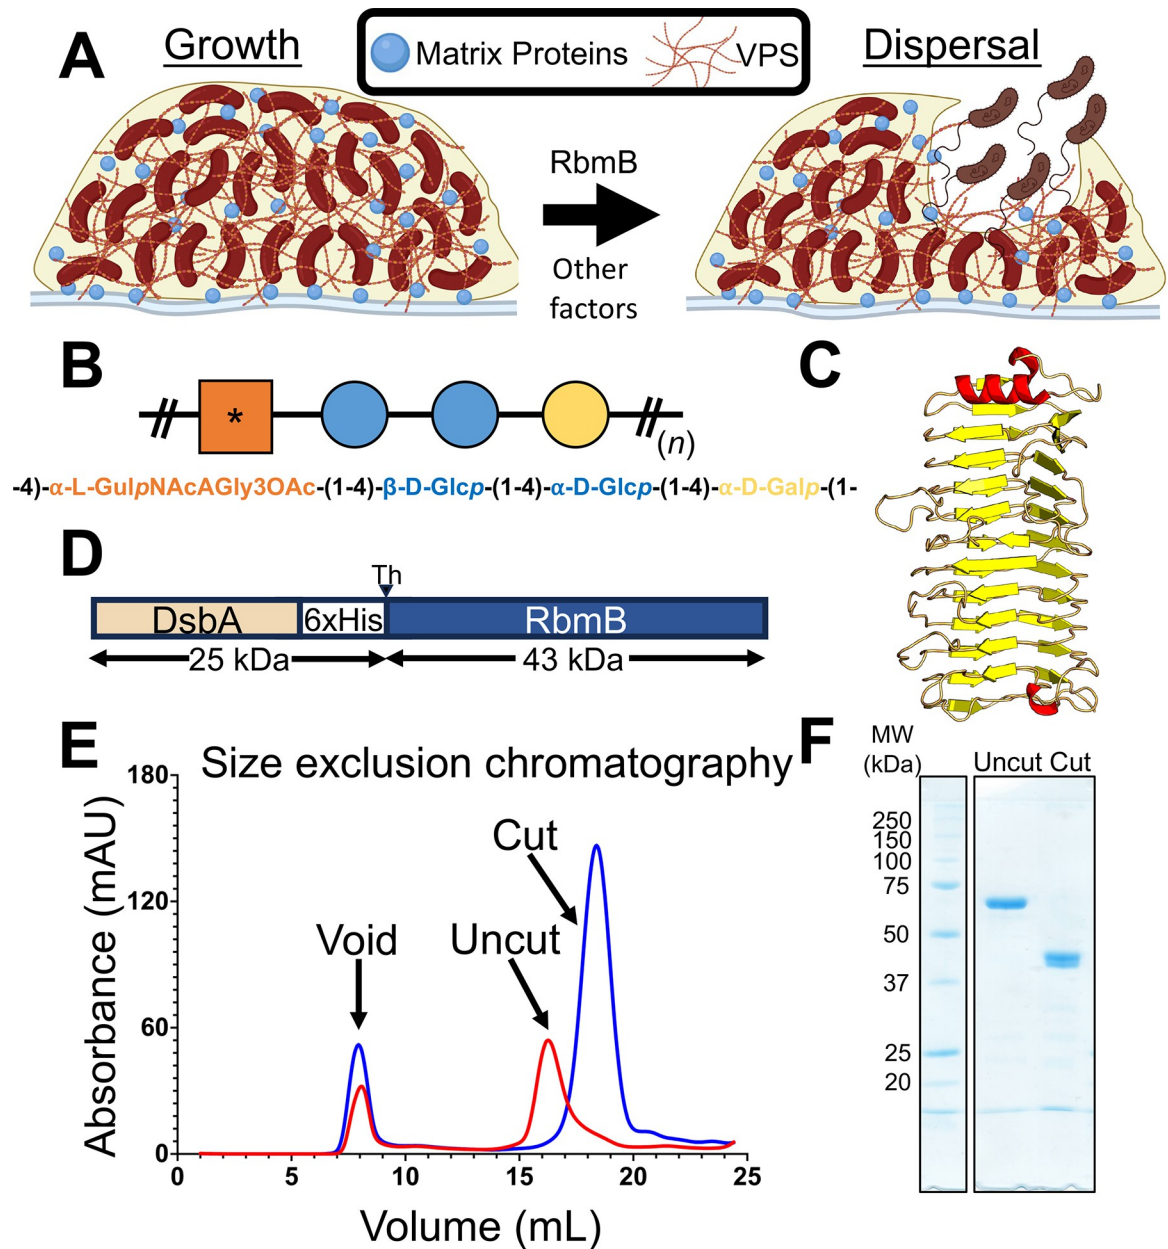 A
Growth
Matrix Proteins
VPS
Dispersal
RbmB
Other
factors
B
*
(n)
-4)-α-L-GulpNAcAGly3OAc-(1-4)-β-D-Glcp-(1-4)-α-D-Glcp-(1-4)-α-D-Galp-(1-
C
D
Th
DsbA
6xHis
RbmB
25 kDa
43 kDa
E
Size exclusion chromatography
Absorbance (mAU)
180
120
60
0
Void
Uncut
Cut
0 5 10 15 20 25
Volume (mL)
F
MW
(kDa)
Uncut Cut
250
150
100
75
50
37
25
20